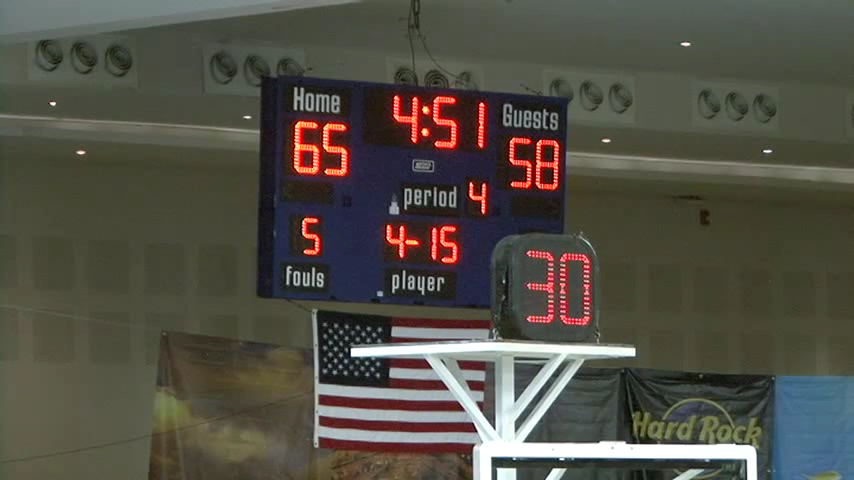 Home 4:51 Guests
65 58
period 4
5 4-15
fouls player
30
Hard Rock